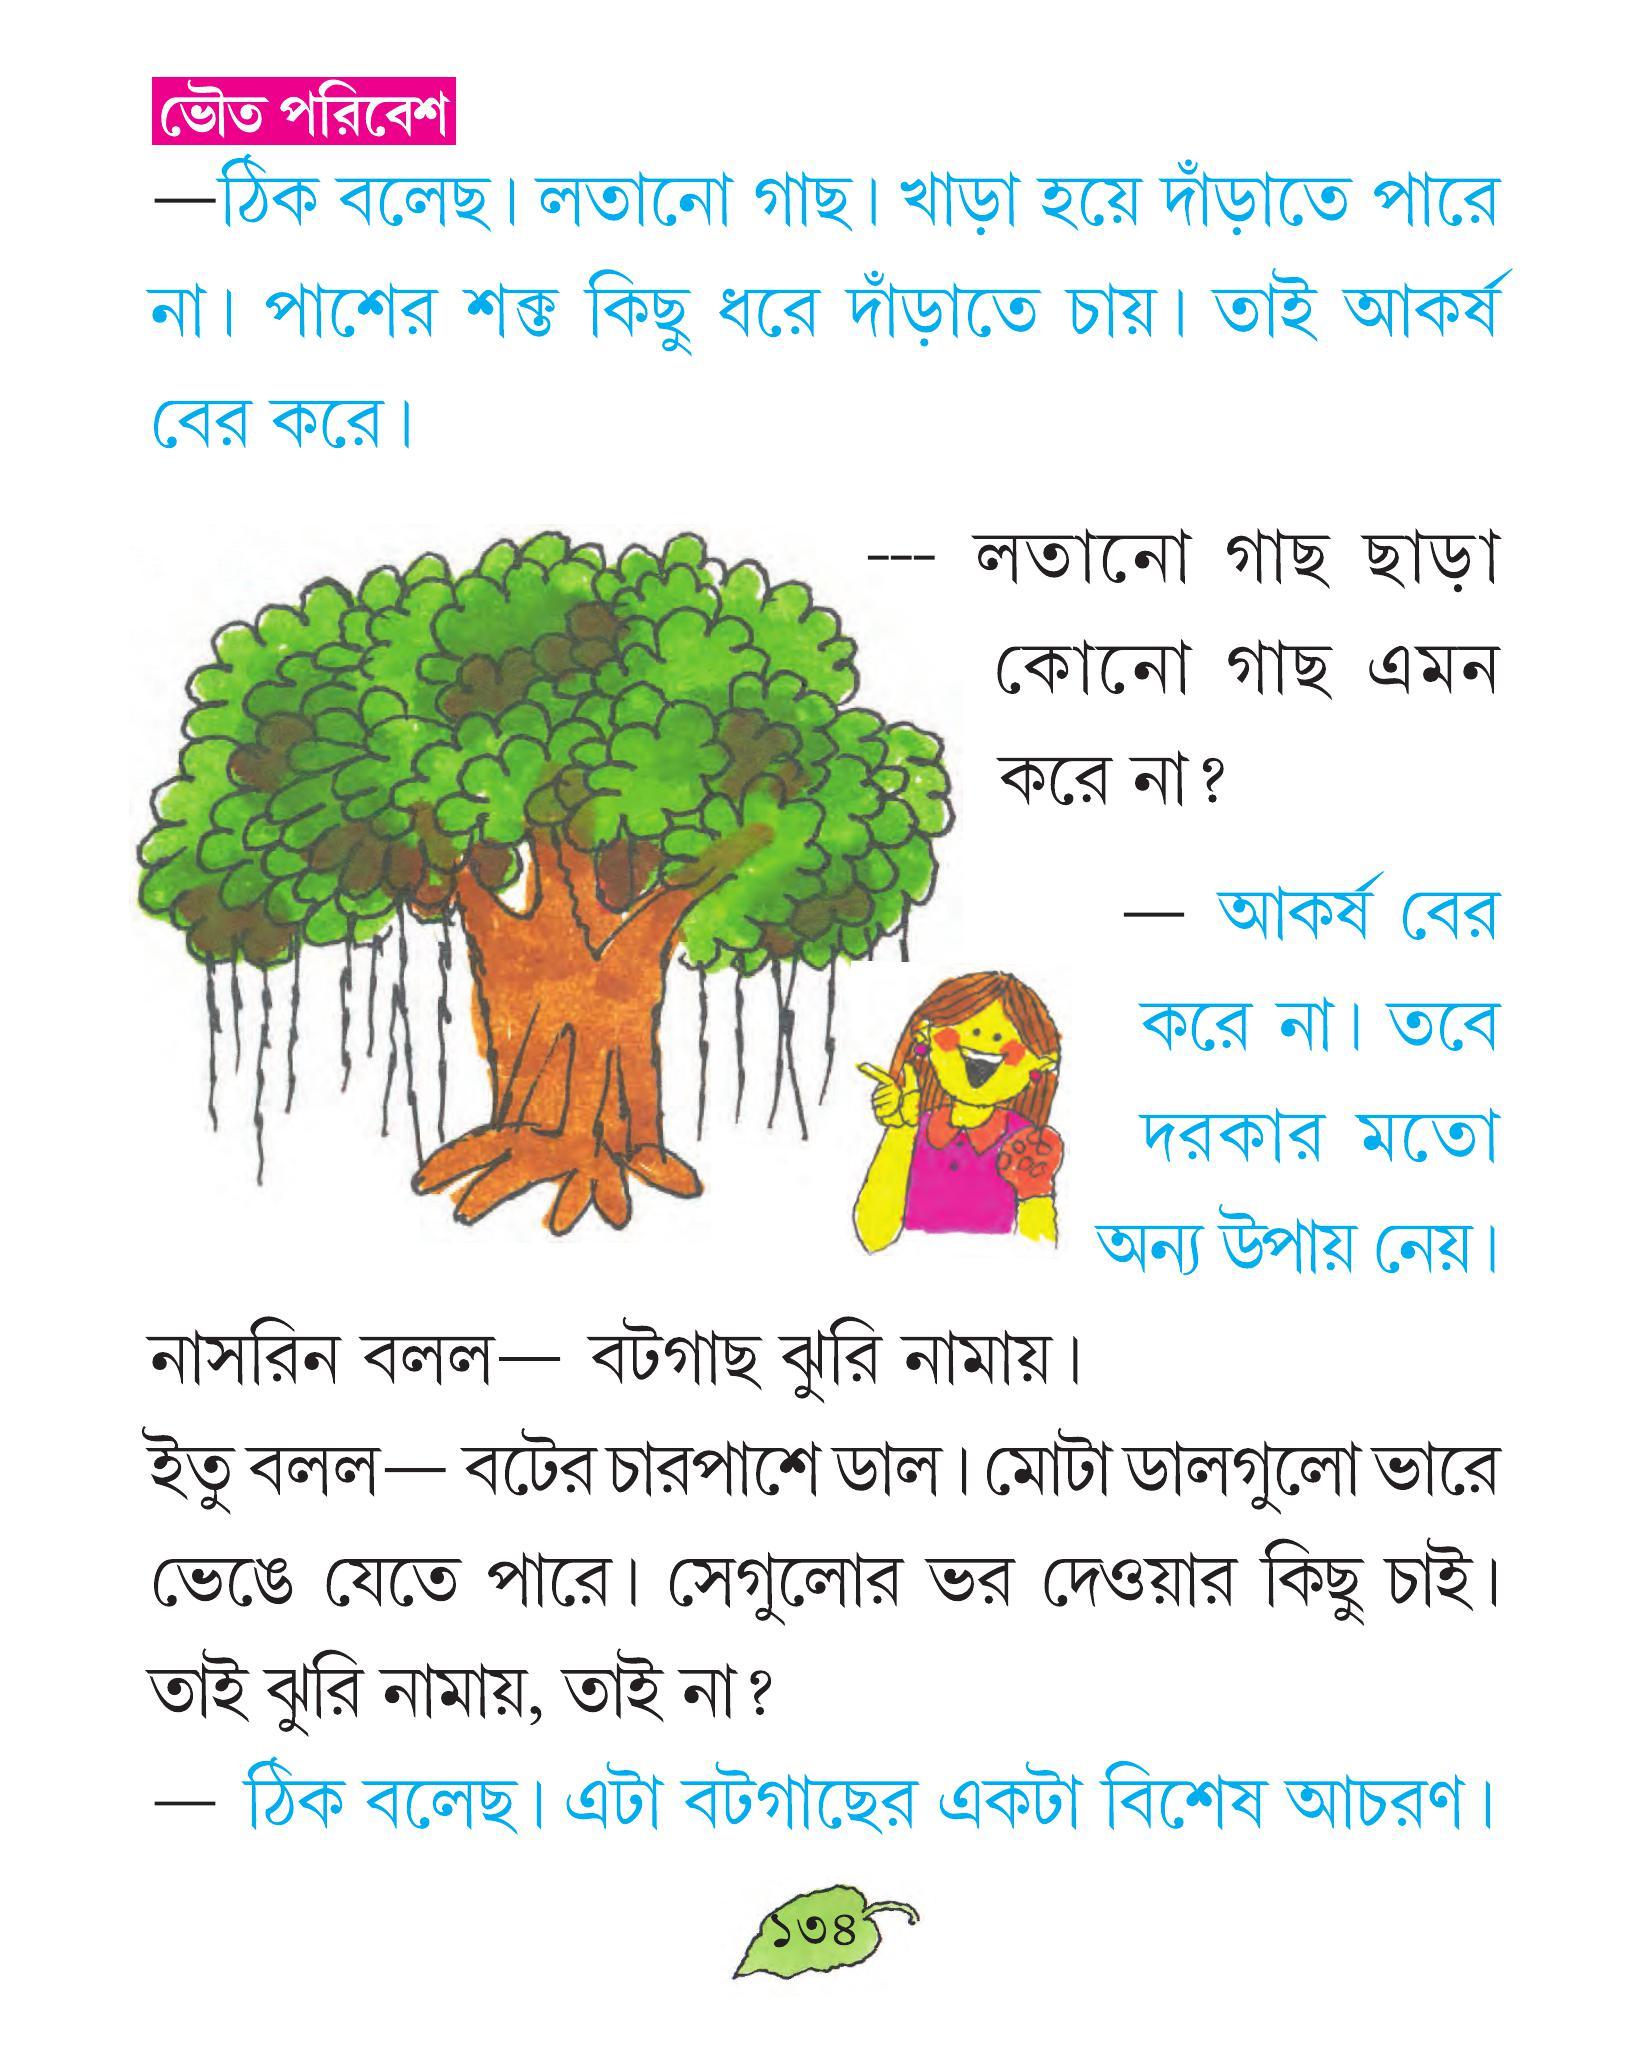 ভৌত পরিবেশ
—ঠিক বলেছ। লতানো গাছ। খাড়া হয়ে দাঁড়াতে পারে
না। পাশের শক্ত কিছু ধরে দাঁড়াতে চায়। তাই আকর্ষ
বের করে।
--- লতানো গাছ ছাড়া
কোনো গাছ এমন
করে না?
— আকর্ষ বের
করে না। তবে
দরকার মতো
অন্য উপায় নেয়।
নাসরিন বলল— বটগাছ ঝুরি নামায়।
ইতু বলল— বটের চারপাশে ডাল। মোটা ডালগুলো ভারে
ভেঙে যেতে পারে। সেগুলোর ভর দেওয়ার কিছু চাই।
তাই ঝুরি নামায়, তাই না?
— ঠিক বলেছ। এটা বটগাছের একটা বিশেষ আচরণ।
১৩৪